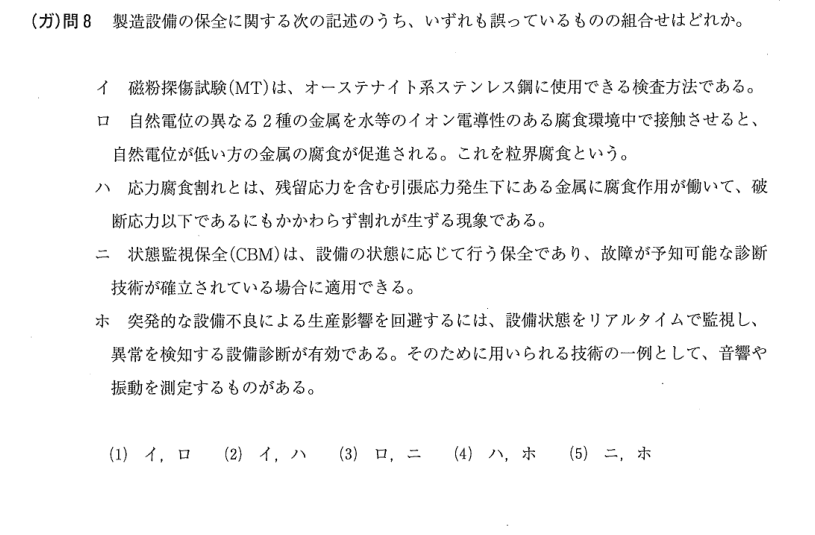 (ガ)問8 製造設備の保全に関する次の記述のうち、いずれも誤っているものの組合せはどれか。
イ 磁粉探傷試験(MT)は、オーステナイト系ステンレス鋼に使用できる検査方法である。
ロ 自然電位の異なる2種の金属を水等のイオン電導性のある腐食環境中で接触させると、
自然電位が低い方の金属の腐食が促進される。これを粒界腐食という。
ハ 応力腐食割れとは、残留応力を含む引張応力発生下にある金属に腐食作用が働いて、破
断応力以下であるにもかかわらず割れが生ずる現象である。
ニ 状態監視保全(CBM)は、設備の状態に応じて行う保全であり、故障が予知可能な診断
技術が確立されている場合に適用できる。
ホ 突発的な設備不良による生産影響を回避するには、設備状態をリアルタイムで監視し、
異常を検知する設備診断が有効である。そのために用いられる技術の一例として、音響や
振動を測定するものがある。
(1) イ, ロ (2) イ, ハ (3) ロ, ニ (4) ハ, ホ (5) ニ, ホ